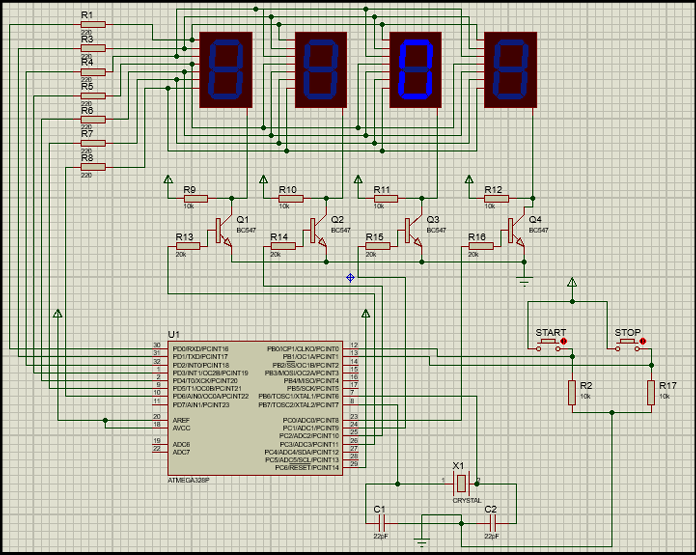 R1
220
R3
220
R4
220
R5
220
R6
220
R7
220
R8
220
R9
10k
R10
10k
R11
10k
R12
10k
Q1
BC547
Q2
BC547
Q3
BC547
Q4
BC547
R13
20k
R14
20k
R15
20k
R16
20k
START
STOP
R2
10k
R17
10k
U1
30 PD0/RXD/PCINT16 PB0/ICP1/CLKO/PCINT0 12
31 PD1/TXD/PCINT17 PB1/OC1A/PCINT1 13
32 PD2/INT0/PCINT18 PB2/SS/OC1B/PCINT2 14
1 PD3/INT1/OC2B/PCINT19 PB3/MOSI/OC2A/PCINT3 15
2 PD4/T0/XCK/PCINT20 PB4/MISO/PCINT4 16
9 PD5/T1/OC0B/PCINT21 PB5/SCK/PCINT5 17
10 PD6/AIN0/OC0A/PCINT22 PB6/TOSC1/XTAL1/PCINT6 7
11 PD7/AIN1/PCINT23 PB7/TOSC2/XTAL2/PCINT7 8
20 AREF PC0/ADC0/PCINT8 23
18 AVCC PC1/ADC1/PCINT9 24
PC2/ADC2/PCINT10 25
19 ADC6 PC3/ADC3/PCINT11 26
22 ADC7 PC4/ADC4/SDA/PCINT12 27
PC5/ADC5/SCL/PCINT13 28
PC6/RESET/PCINT14 29
ATMEGA328P
X1
1 2
CRYSTAL
C1
22pF
C2
22pF